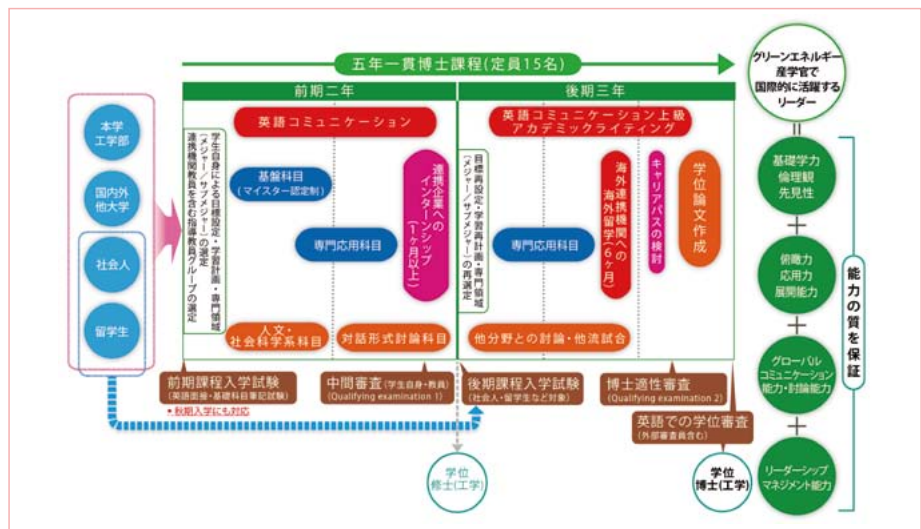 五年一貫博士課程(定員15名)
グリーンエネルギー
産学官で
国際的に活躍する
リーダー
前期二年
後期三年
本学
工学部
国内外
他大学
社会人
留学生
学生自身による目標設定・学習計画・専門領域
(メジャー/サブメジャー)の選定
連携機関教員を含む指導教員グループの選定
英語コミュニケーション
基盤科目
(マイスター認定制)
専門応用科目
連携企業への
インターンシップ
(1ヶ月以上)
人文・
社会科学系科目
対話形式討論科目
目標再設定・学習再計画・専門領域
(メジャー/サブメジャー)の再選定
英語コミュニケーション上級
アカデミックライティング
専門応用科目
海外連携機関への
海外留学(6ヶ月)
キャリアパスの検討
学位論文作成
他分野との討論・他流試合
前期課程入学試験
(英語面接・基礎科目筆記試験)
• 秋期入学にも対応
中間審査(学生自身・教員)
(Qualifying examination 1)
後期課程入学試験
(社会人・留学生など対象)
博士適性審査
(Qualifying examination 2)
英語での学位審査
(外部審査員含む)
学位
修士(工学)
学位
博士(工学)
=
基礎学力
倫理観
先見性
+
俯瞰力
応用力
展開能力
+
グローバル
コミュニケーション
能力・討論能力
+
リーダーシップ
マネジメント能力
能力の質を保証